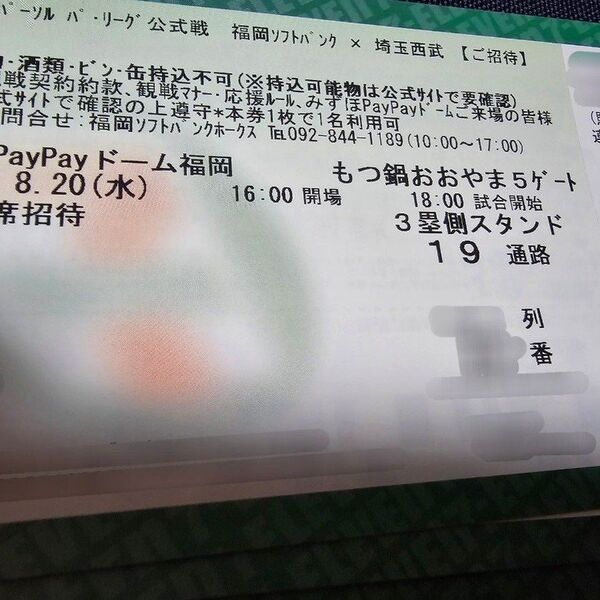 パーソル パ・リーグ公式戦 福岡ソフトバンク × 埼玉西武 【ご招待】
・酒類・ビン・缶持込不可(※持込可能物は公式サイトで要確認)
戦契約約款、観戦マナー・応援ルール、みずほPayPayドームご来場の皆様
式サイトで確認の上遵守*本券1枚で1名利用可
問合せ:福岡ソフトバンクホークス TEL092-844-1189(10:00~17:00)
PayPayドーム福岡 もつ鍋おおやま5ゲート
8.20(水) 16:00 開場 18:00 試合開始
席招待 3塁側スタンド
19 通路
列
番